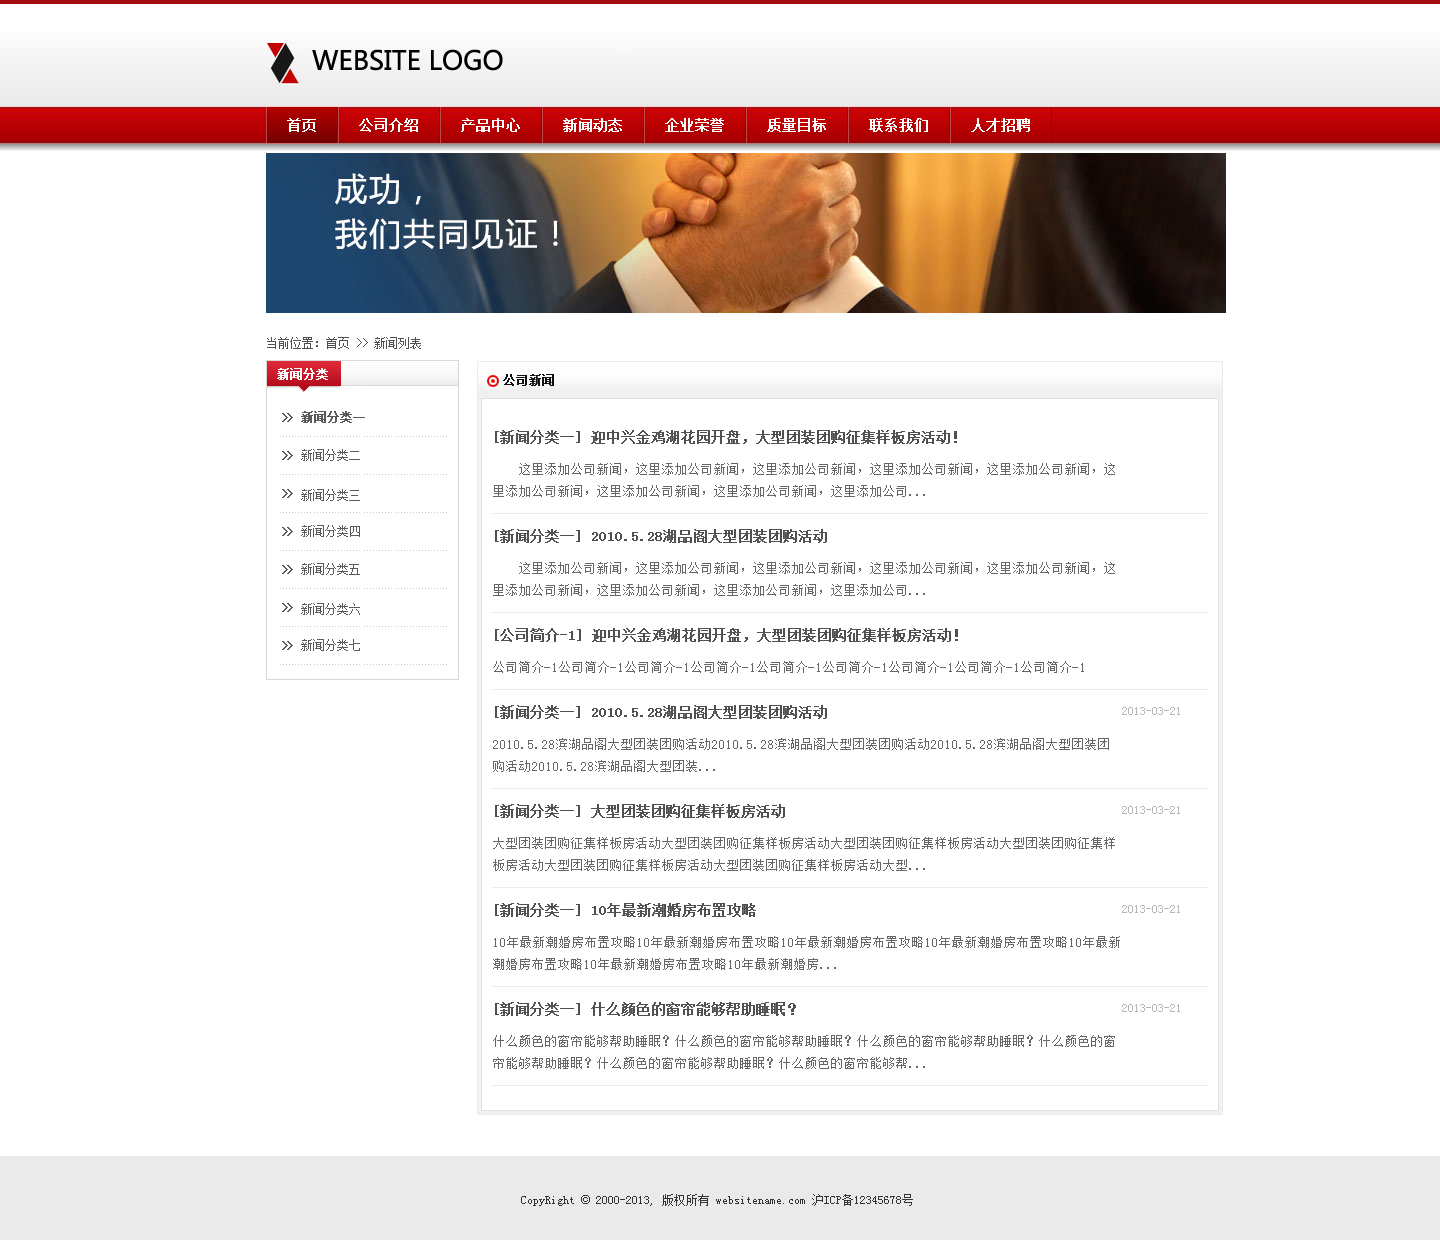 WEBSITE LOGO
首页 公司介绍 产品中心 新闻动态 企业荣誉 质量目标 联系我们 人才招聘
成功，
我们共同见证！
当前位置：首页 >> 新闻列表
新闻分类
新闻分类一
新闻分类二
新闻分类三
新闻分类四
新闻分类五
新闻分类六
新闻分类七
公司新闻
[新闻分类一] 迎中兴金鸡湖花园开盘，大型团装团购征集样板房活动！
这里添加公司新闻，这里添加公司新闻，这里添加公司新闻，这里添加公司新闻，这里添加公司新闻，这
里添加公司新闻，这里添加公司新闻，这里添加公司新闻，这里添加公司...
[新闻分类一] 2010.5.28湖品阁大型团装团购活动
这里添加公司新闻，这里添加公司新闻，这里添加公司新闻，这里添加公司新闻，这里添加公司新闻，这
里添加公司新闻，这里添加公司新闻，这里添加公司新闻，这里添加公司...
[公司简介-1] 迎中兴金鸡湖花园开盘，大型团装团购征集样板房活动！
公司简介-1公司简介-1公司简介-1公司简介-1公司简介-1公司简介-1公司简介-1公司简介-1公司简介-1
[新闻分类一] 2010.5.28湖品阁大型团装团购活动 2013-03-21
2010.5.28滨湖品阁大型团装团购活动2010.5.28滨湖品阁大型团装团购活动2010.5.28滨湖品阁大型团装团
购活动2010.5.28滨湖品阁大型团装...
[新闻分类一] 大型团装团购征集样板房活动 2013-03-21
大型团装团购征集样板房活动大型团装团购征集样板房活动大型团装团购征集样板房活动大型团装团购征集样
板房活动大型团装团购征集样板房活动大型团装团购征集样板房活动大型...
[新闻分类一] 10年最新潮婚房布置攻略 2013-03-21
10年最新潮婚房布置攻略10年最新潮婚房布置攻略10年最新潮婚房布置攻略10年最新潮婚房布置攻略10年最新
潮婚房布置攻略10年最新潮婚房布置攻略10年最新潮婚房...
[新闻分类一] 什么颜色的窗帘能够帮助睡眠？ 2013-03-21
什么颜色的窗帘能够帮助睡眠？什么颜色的窗帘能够帮助睡眠？什么颜色的窗帘能够帮助睡眠？什么颜色的窗
帘能够帮助睡眠？什么颜色的窗帘能够帮助睡眠？什么颜色的窗帘能够帮...
CopyRight © 2000-2013, 版权所有 websitename.com 沪ICP备12345678号